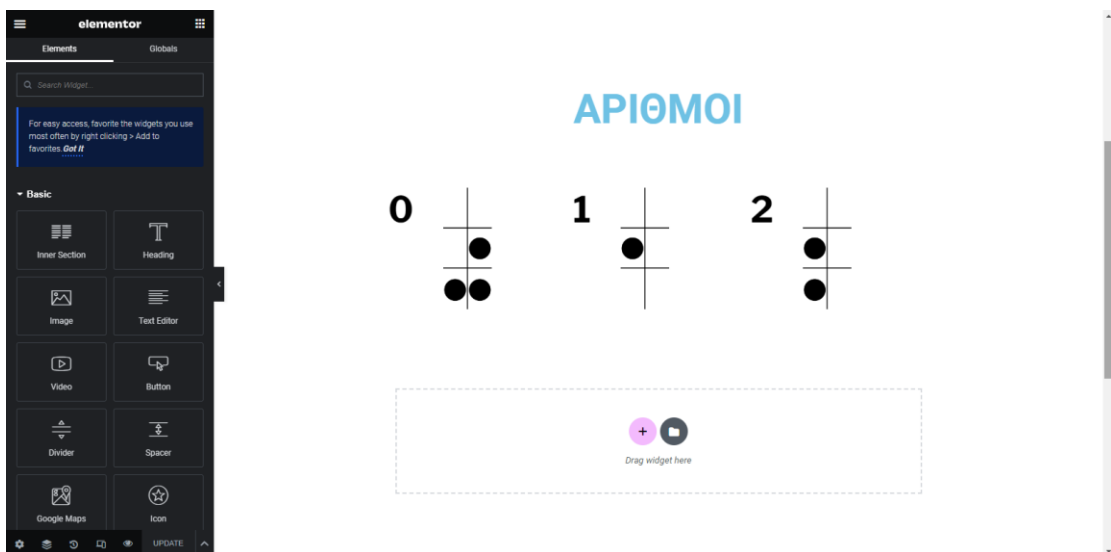 elementor
Elements
Globals
Search Widget...
For easy access, favorite the widgets you use
most often by right clicking > Add to
favorites. Got It
Basic
Inner Section
Heading
Image
Text Editor
Video
Button
Divider
Spacer
Google Maps
Icon
UPDATE
ΑΡΙΘΜΟΙ
0 1 2
Drag widget here